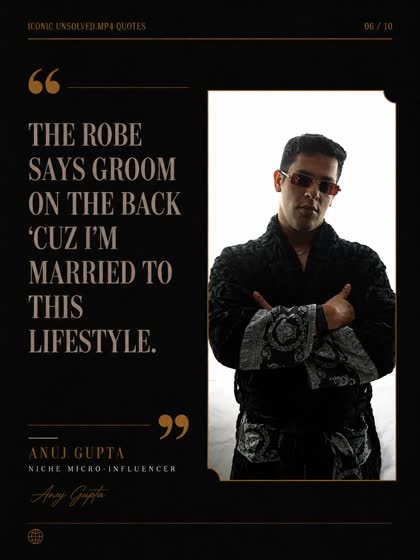 ICONIC UNSOLVED.MP4 QUOTES
06 / 10
“
THE ROBE
SAYS GROOM
ON THE BACK
‘CUZ I’M
MARRIED TO
THIS
LIFESTYLE.
”
ANUJ GUPTA
NICHE MICRO-INFLUENCER
Anuj Gupta